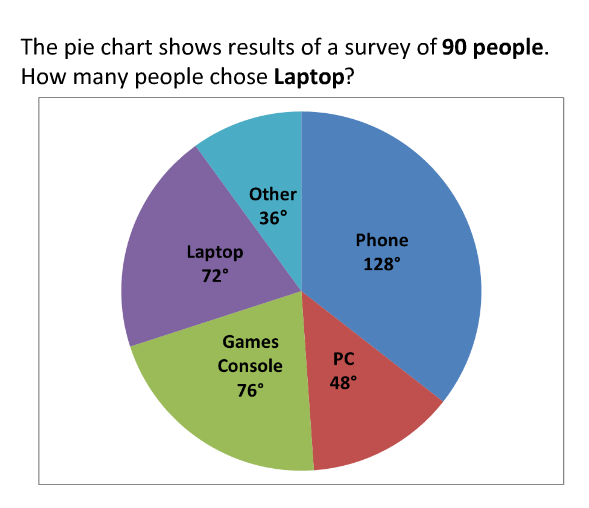 The pie chart shows results of a survey of 90 people.
How many people chose Laptop?
Other
36°
Phone
128°
Laptop
72°
Games
Console
76°
PC
48°